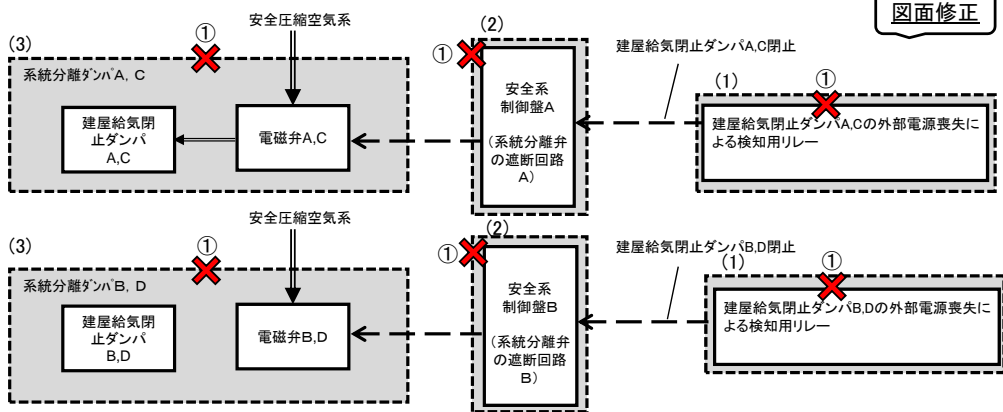 図面修正
安全圧縮空気系
(3)
①
系統分離ダンパA, C
建屋給気閉
止ダンパ
A,C
電磁弁A,C
(2)
①
安全系
制御盤A
(系統分離弁
の遮断回路
A)
建屋給気閉止ダンパA,C閉止
(1)
①
建屋給気閉止ダンパA,Cの外部電源喪失に
よる検知用リレー
安全圧縮空気系
(3)
①
系統分離ダンパB, D
建屋給気閉
止ダンパ
B,D
電磁弁B,D
(2)
①
安全系
制御盤B
(系統分離弁
の遮断回路
B)
建屋給気閉止ダンパB,D閉止
(1)
①
建屋給気閉止ダンパB,Dの外部電源喪失に
よる検知用リレー